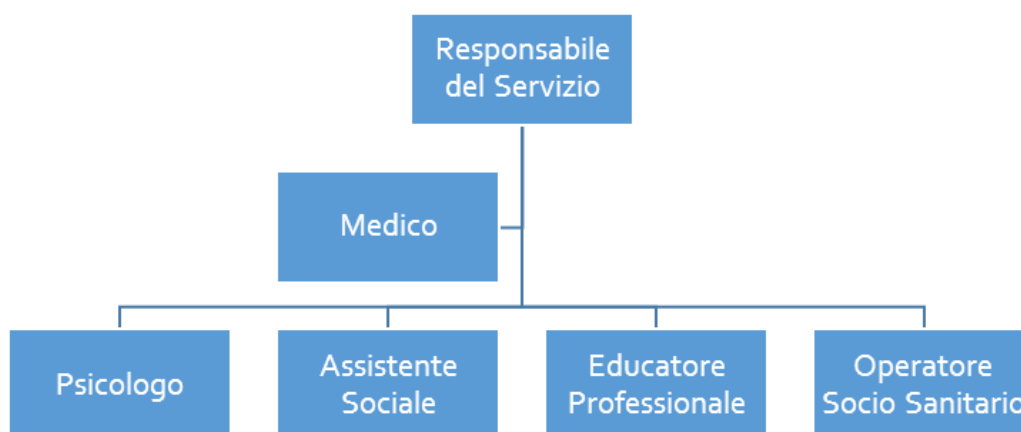 Responsabile
del Servizio
Medico
Psicologo
Assistente
Sociale
Educatore
Professionale
Operatore
Socio Sanitario